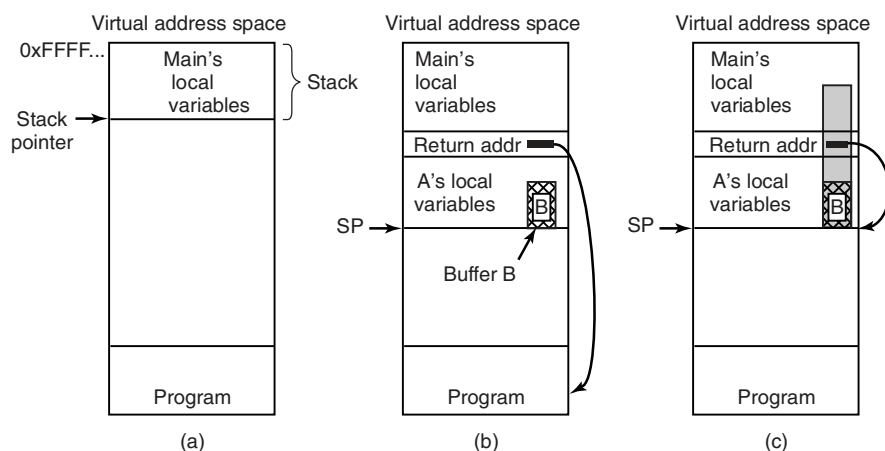 Virtual address space
0xFFFF...
Main's
local
variables
Stack
Stack
pointer
Program
(a)
Virtual address space
Main's
local
variables
Return addr
A's local
variables
B
SP
Buffer B
Program
(b)
Virtual address space
Main's
local
variables
Return addr
A's local
variables
B
SP
Program
(c)